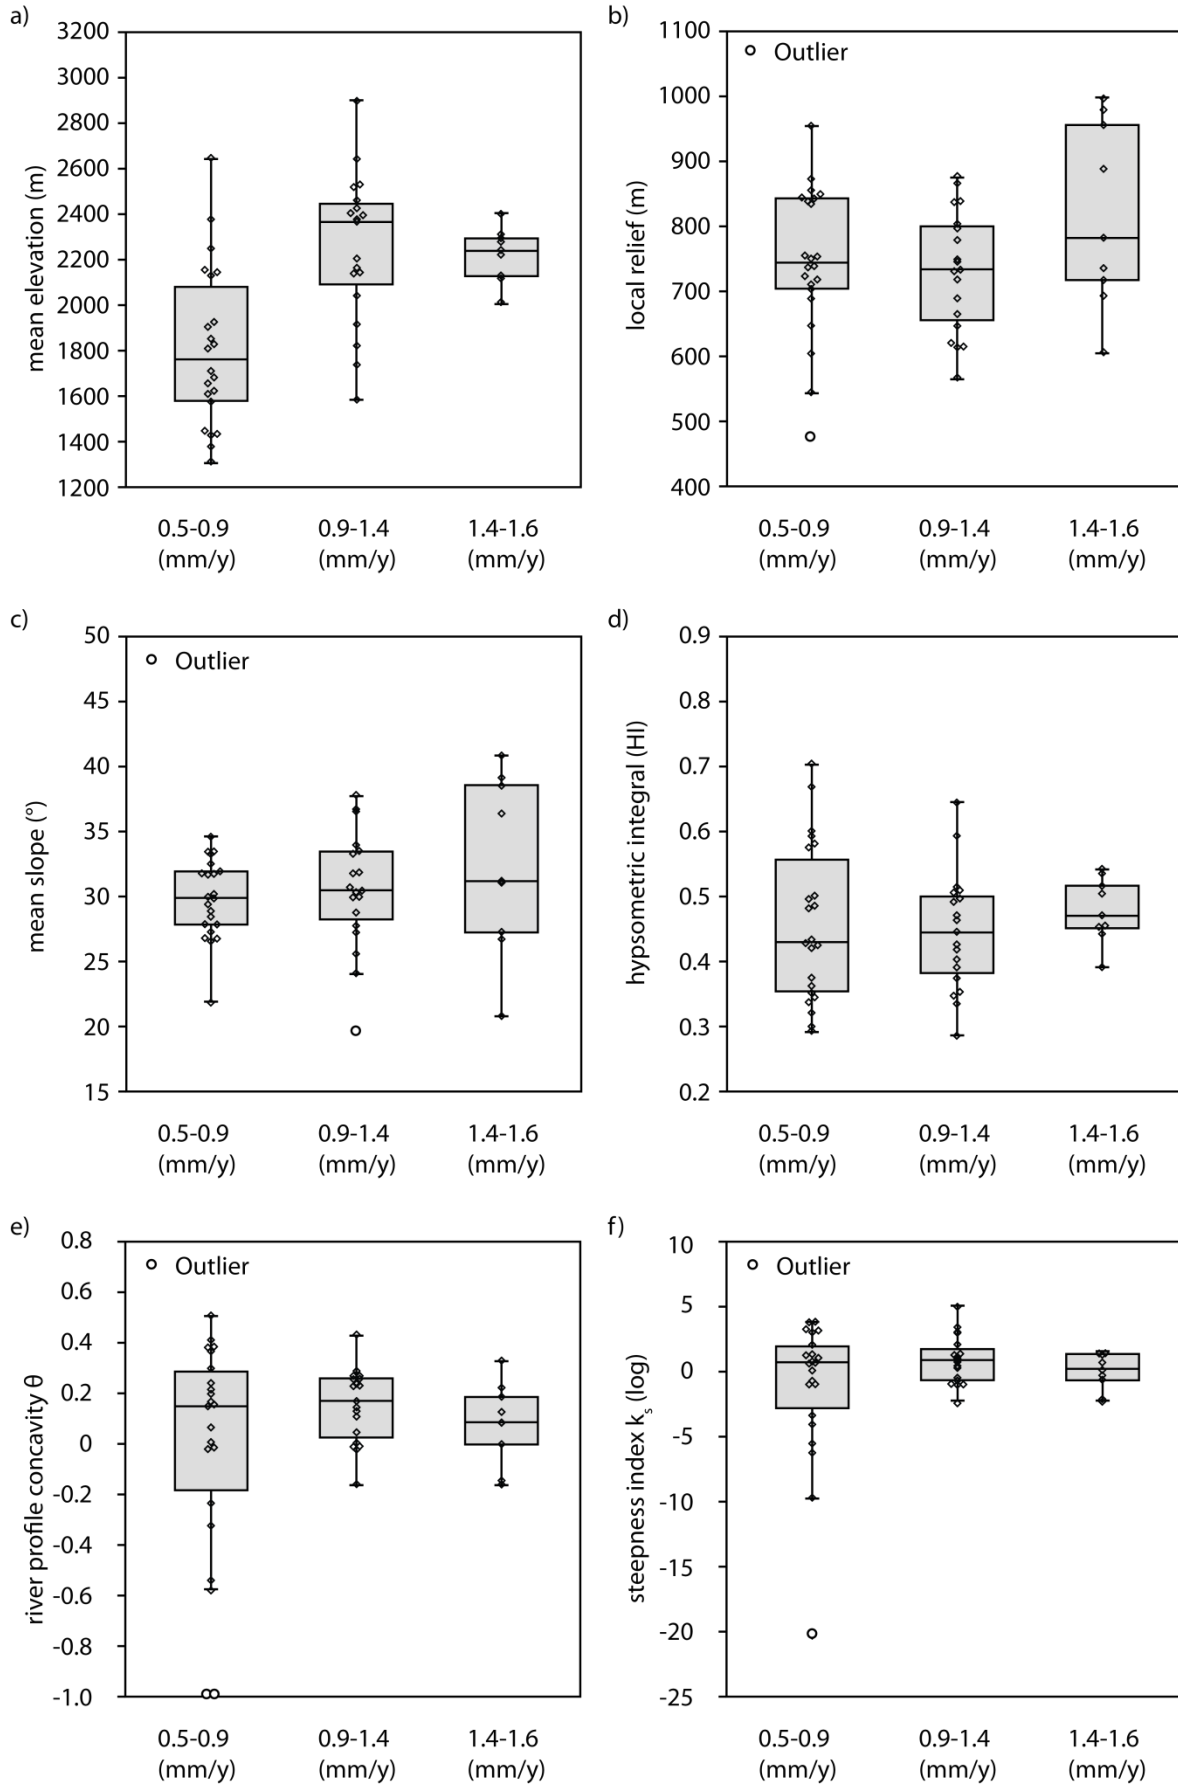 a)
3200
3000
2800
2600
2400
2200
2000
1800
1600
1400
1200
mean elevation (m)
0.5-0.9 0.9-1.4 1.4-1.6
(mm/y) (mm/y) (mm/y)
b)
1100
1000
900
800
700
600
500
400
local relief (m)
Outlier
0.5-0.9 0.9-1.4 1.4-1.6
(mm/y) (mm/y) (mm/y)
c)
50
45
40
35
30
25
20
15
mean slope (°)
Outlier
0.5-0.9 0.9-1.4 1.4-1.6
(mm/y) (mm/y) (mm/y)
d)
0.9
0.8
0.7
0.6
0.5
0.4
0.3
0.2
hypsometric integral (HI)
0.5-0.9 0.9-1.4 1.4-1.6
(mm/y) (mm/y) (mm/y)
e)
0.8
0.6
0.4
0.2
0
-0.2
-0.4
-0.6
-0.8
-1.0
river profile concavity θ
Outlier
0.5-0.9 0.9-1.4 1.4-1.6
(mm/y) (mm/y) (mm/y)
f)
10
5
0
-5
-10
-15
-20
-25
steepness index kₛ (log)
Outlier
0.5-0.9 0.9-1.4 1.4-1.6
(mm/y) (mm/y) (mm/y)